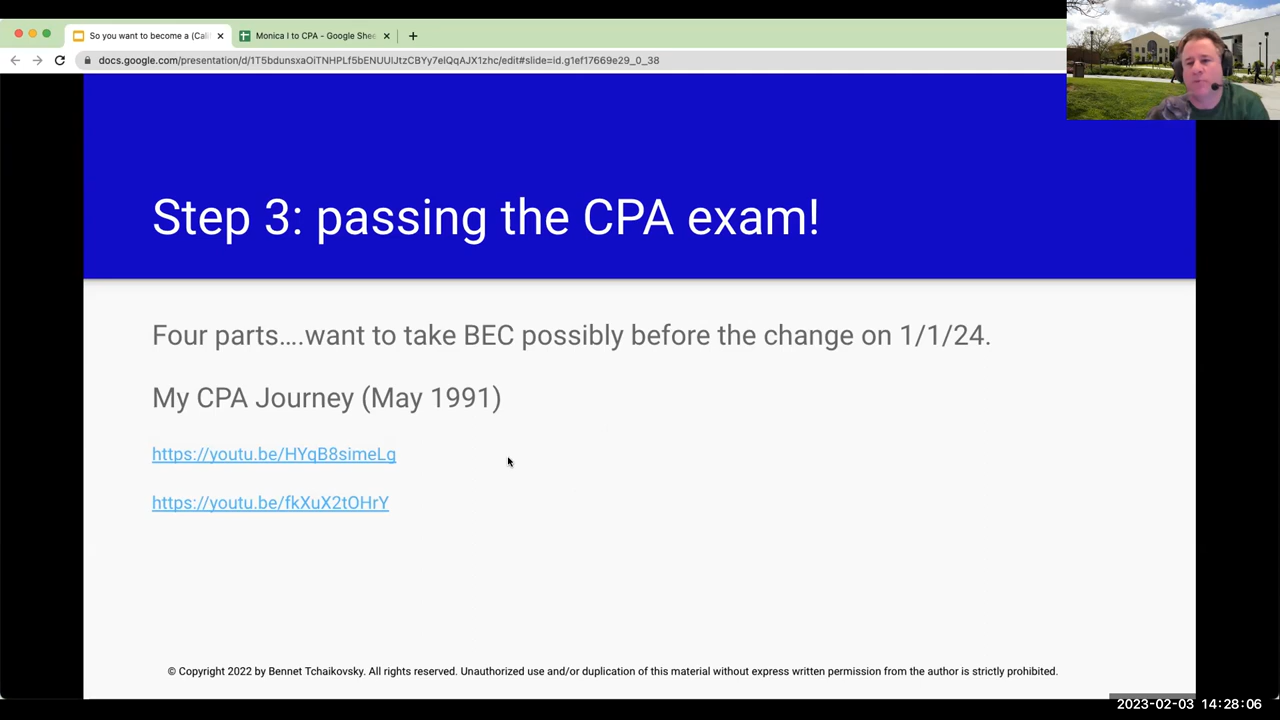 So you want to become a (Cali
Monica I to CPA - Google Shee
docs.google.com/presentation/d/1T5bdunsxaOiTNHPLf5bENUUlJtzCBYy7elQqAJX1zhc/edit#slide=id.g1ef17669e29_0_38
Step 3: passing the CPA exam!
Four parts....want to take BEC possibly before the change on 1/1/24.
My CPA Journey (May 1991)
https://youtu.be/HYqB8simeLg
https://youtu.be/fkXuX2tOHrY
© Copyright 2022 by Bennet Tchaikovsky. All rights reserved. Unauthorized use and/or duplication of this material without express written permission from the author is strictly prohibited.
2023-02-03 14:28:06